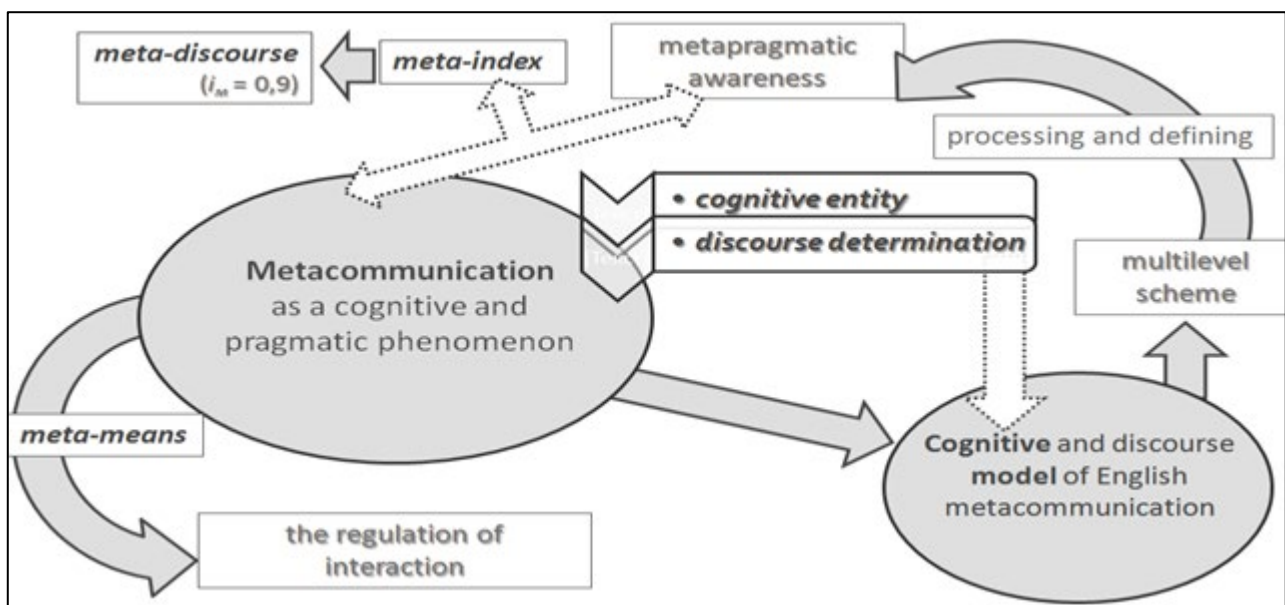 meta-discourse
(iM = 0,9)
meta-index
metapragmatic
awareness
processing and defining
• cognitive entity
• discourse determination
Metacommunication
as a cognitive and
pragmatic phenomenon
multilevel
scheme
meta-means
Cognitive and discourse
model of English
metacommunication
the regulation of
interaction